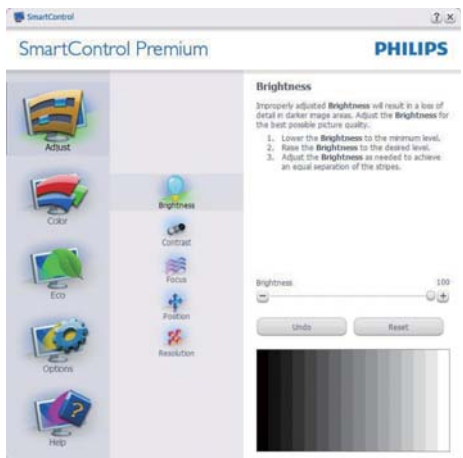 SmartControl
SmartControl Premium
PHILIPS
Adjust
Color
Eco
Options
Help
Brightness
Contrast
Focus
Position
Resolution
Brightness
Improperly adjusted Brightness will result in a loss of
detail in darker image areas. Adjust the Brightness for
the best possible picture quality.
1. Lower the Brightness to the minimum level.
2. Raise the Brightness to the desired level.
3. Adjust the Brightness as needed to achieve
an equal separation of the stripes.
Brightness 100
Undo Reset